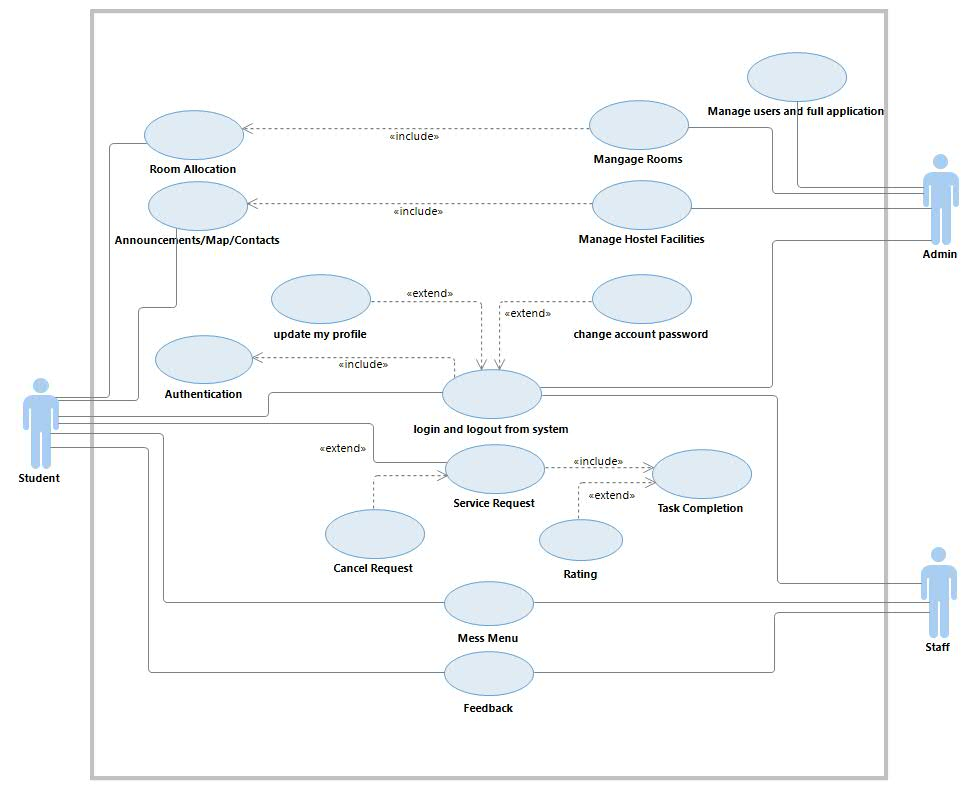 Manage users and full application
«include»
Mangage Rooms
Room Allocation
«include»
Announcements/Map/Contacts
Manage Hostel Facilities
Admin
«extend»
«extend»
update my profile
change account password
«include»
Authentication
login and logout from system
«extend»
«include»
Student
Service Request
«extend»
Task Completion
Cancel Request
Rating
Mess Menu
Staff
Feedback